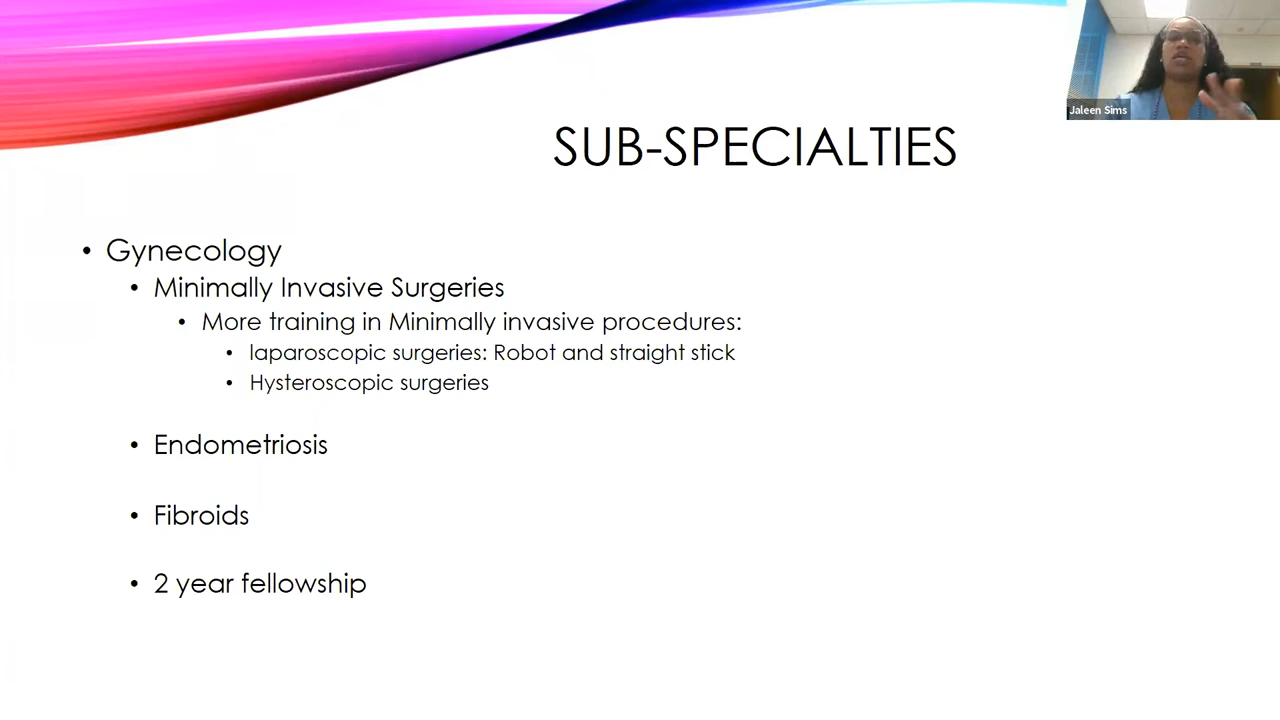 Jaleen Sims
SUB-SPECIALTIES
• Gynecology
• Minimally Invasive Surgeries
• More training in Minimally invasive procedures:
• laparoscopic surgeries: Robot and straight stick
• Hysteroscopic surgeries
• Endometriosis
• Fibroids
• 2 year fellowship